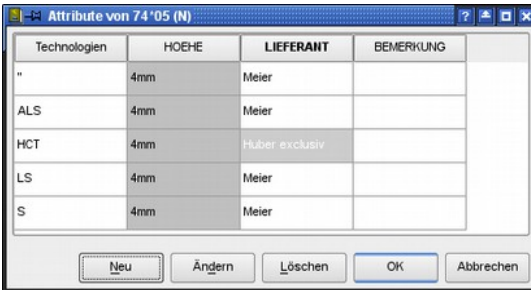 Attribute von 74*05 (N)
Technologien HOEHE LIEFERANT BEMERKUNG
" 4mm Meier
ALS 4mm Meier
HCT 4mm Huber exclusiv
LS 4mm Meier
S 4mm Meier
Neu Ändern Löschen OK Abbrechen